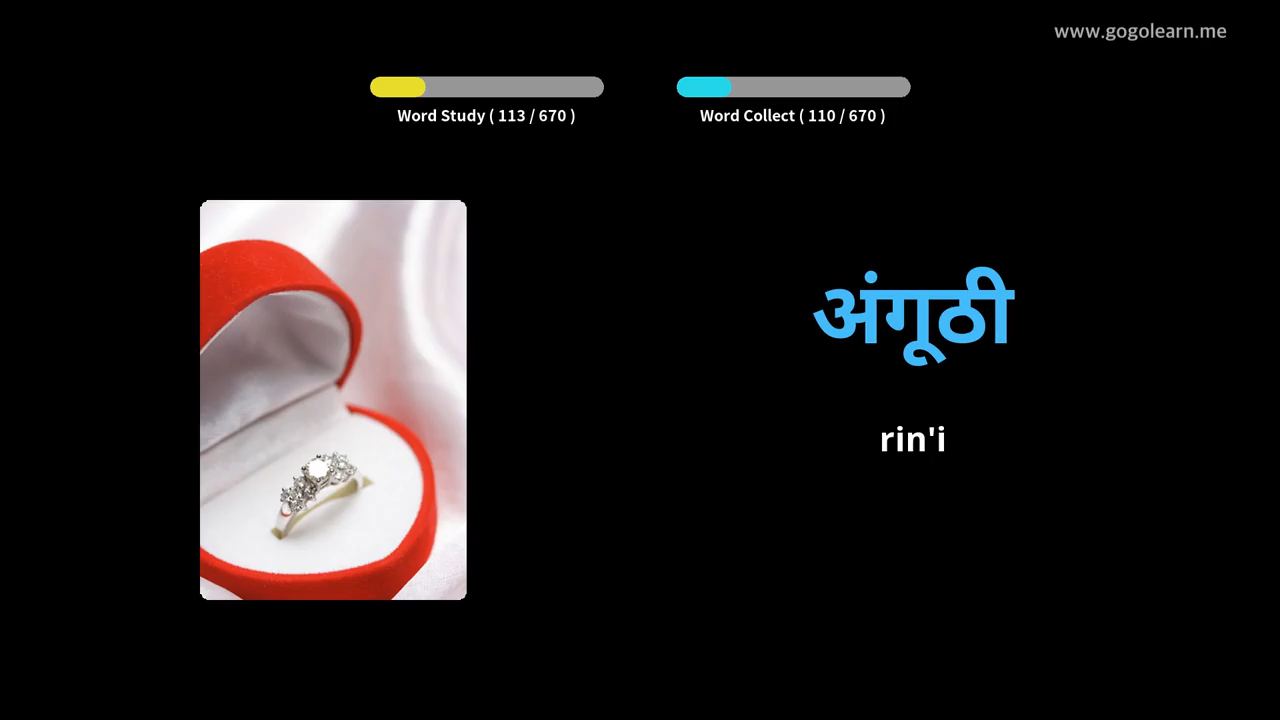 www.gogolearn.me
Word Study ( 113 / 670 )
Word Collect ( 110 / 670 )
अंगूठी
rin'i